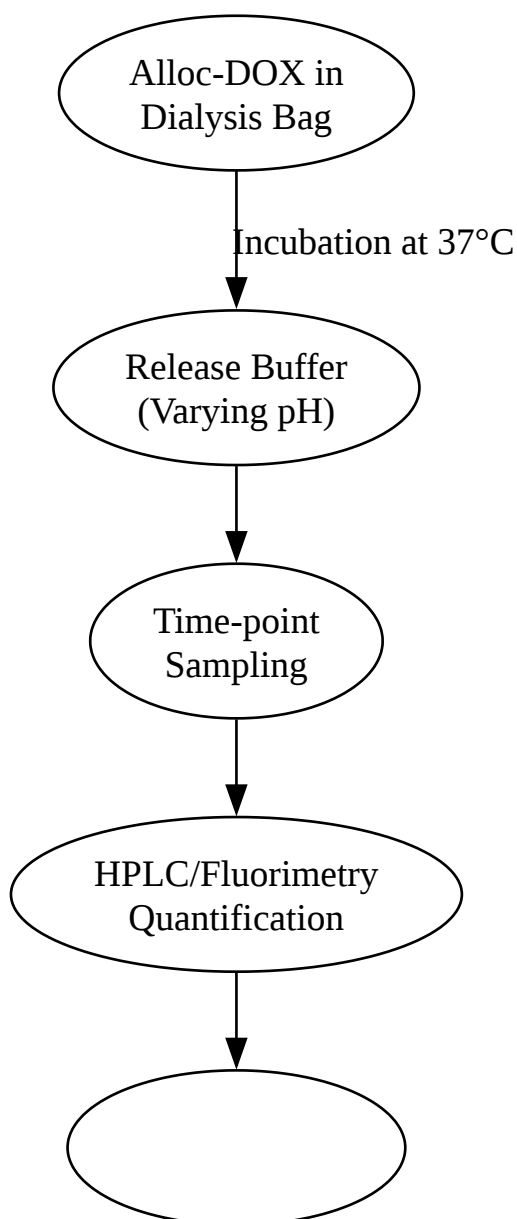 Alloc-DOX in
Dialysis Bag
Incubation at 37°C
Release Buffer
(Varying pH)
Time-point
Sampling
HPLC/Fluorimetry
Quantification